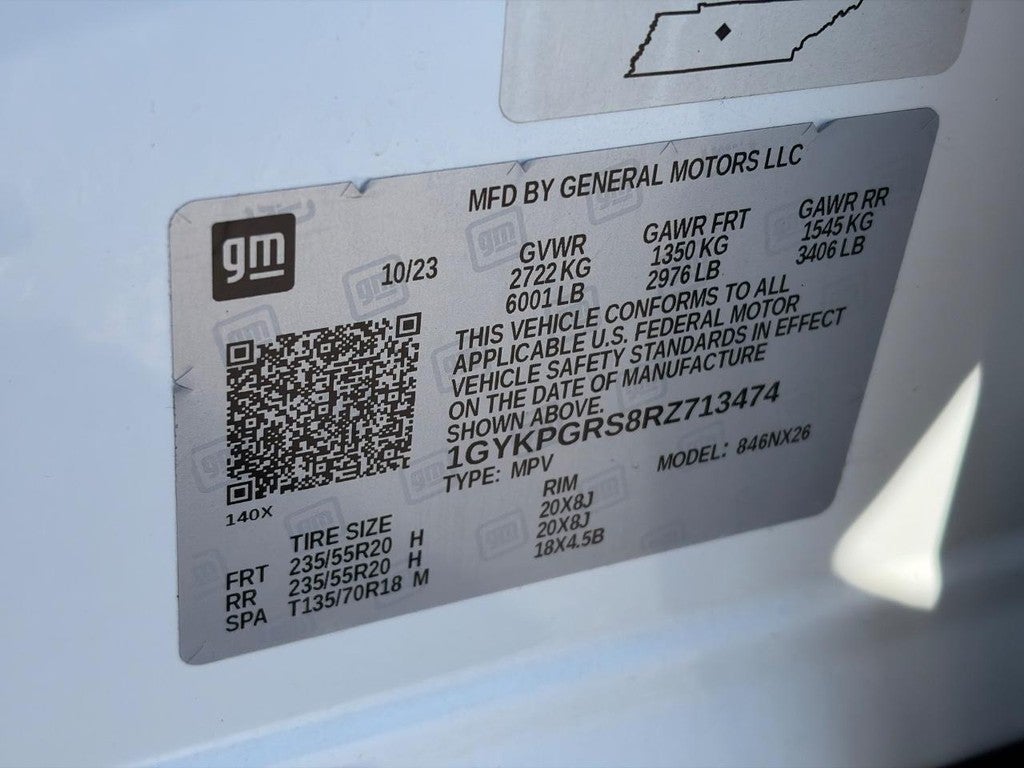 MFD BY GENERAL MOTORS LLC
gm
10/23
GVWR
2722 KG
6001 LB
GAWR FRT
1350 KG
2976 LB
GAWR RR
1545 KG
3406 LB
THIS VEHICLE CONFORMS TO ALL
APPLICABLE U.S. FEDERAL MOTOR
VEHICLE SAFETY STANDARDS IN EFFECT
ON THE DATE OF MANUFACTURE
SHOWN ABOVE.
1GYKPGRS8RZ713474
TYPE: MPV
MODEL: 846NX26
140X
TIRE SIZE RIM
FRT 235/55R20 H 20X8J
RR 235/55R20 H 20X8J
SPA T135/70R18 M 18X4.5B